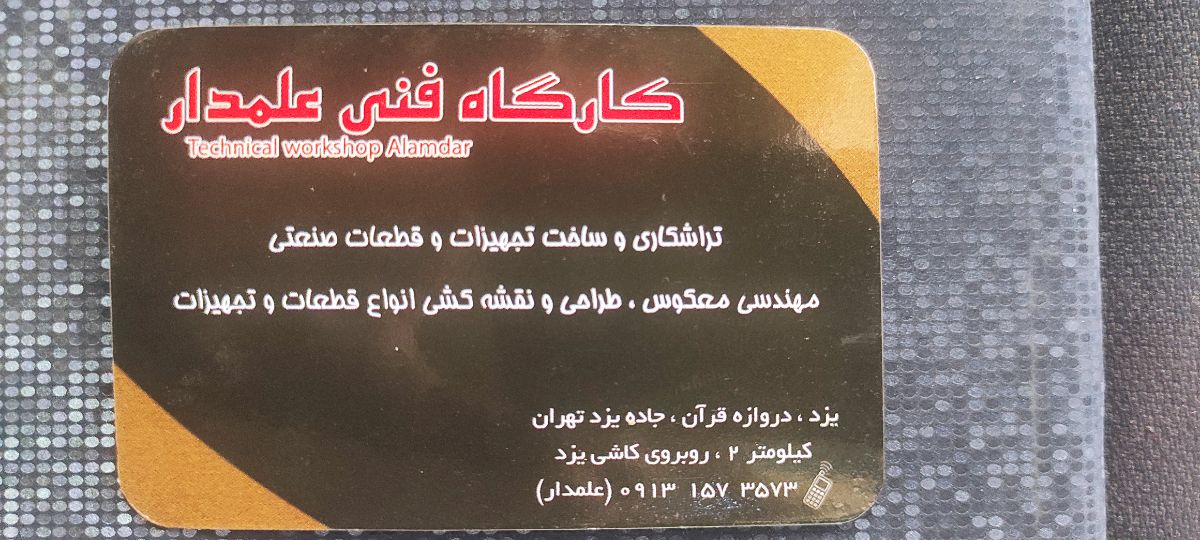 کارگاه فنی علمدار
Technical workshop Alamdar
تراشکاری و ساخت تجهیزات و قطعات صنعتی
مهندسی معکوس ، طراحی و نقشه کشی انواع قطعات و تجهیزات
یزد ، دروازه قرآن ، جاده یزد تهران
کیلومتر ۲ ، روبروی کاشی یزد
۰۹۱۳ ۱۵۷ ۳۵۷۳ (علمدار)